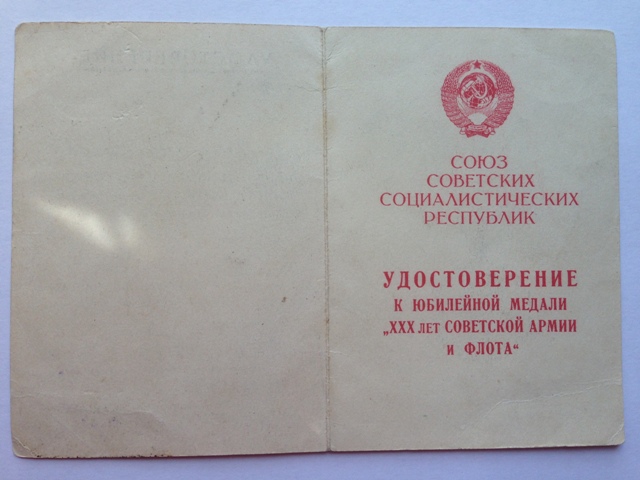 СОЮЗ
СОВЕТСКИХ
СОЦИАЛИСТИЧЕСКИХ
РЕСПУБЛИК
УДОСТОВЕРЕНИЕ
К ЮБИЛЕЙНОЙ МЕДАЛИ
„XXX ЛЕТ СОВЕТСКОЙ АРМИИ
И ФЛОТА“